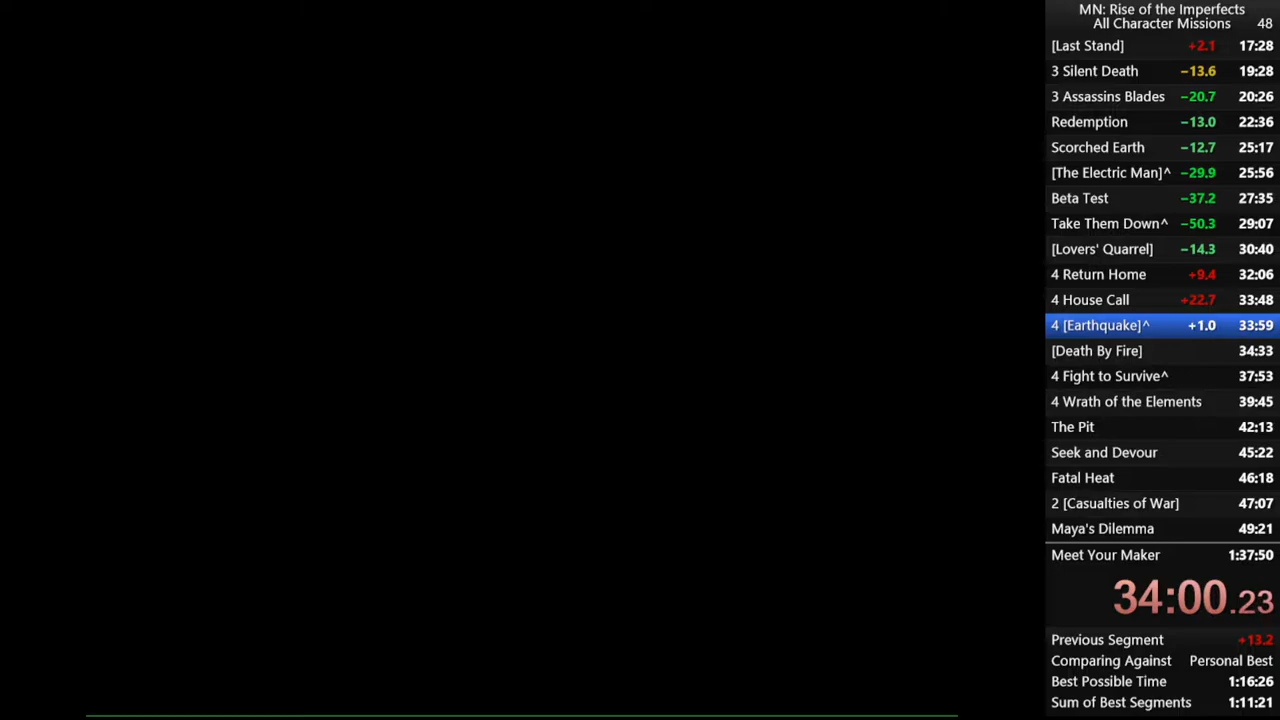 MN: Rise of the Imperfects
All Character Missions 48
[Last Stand] +2.1 17:28
3 Silent Death −13.6 19:28
3 Assassins Blades −20.7 20:26
Redemption −13.0 22:36
Scorched Earth −12.7 25:17
[The Electric Man]^ −29.9 25:56
Beta Test −37.2 27:35
Take Them Down^ −50.3 29:07
[Lovers' Quarrel] −14.3 30:40
4 Return Home +9.4 32:06
4 House Call +22.7 33:48
4 [Earthquake]^ +1.0 33:59
[Death By Fire] 34:33
4 Fight to Survive^ 37:53
4 Wrath of the Elements 39:45
The Pit 42:13
Seek and Devour 45:22
Fatal Heat 46:18
2 [Casualties of War] 47:07
Maya's Dilemma 49:21
Meet Your Maker 1:37:50
34:00.23
Previous Segment +13.2
Comparing Against Personal Best
Best Possible Time 1:16:26
Sum of Best Segments 1:11:21